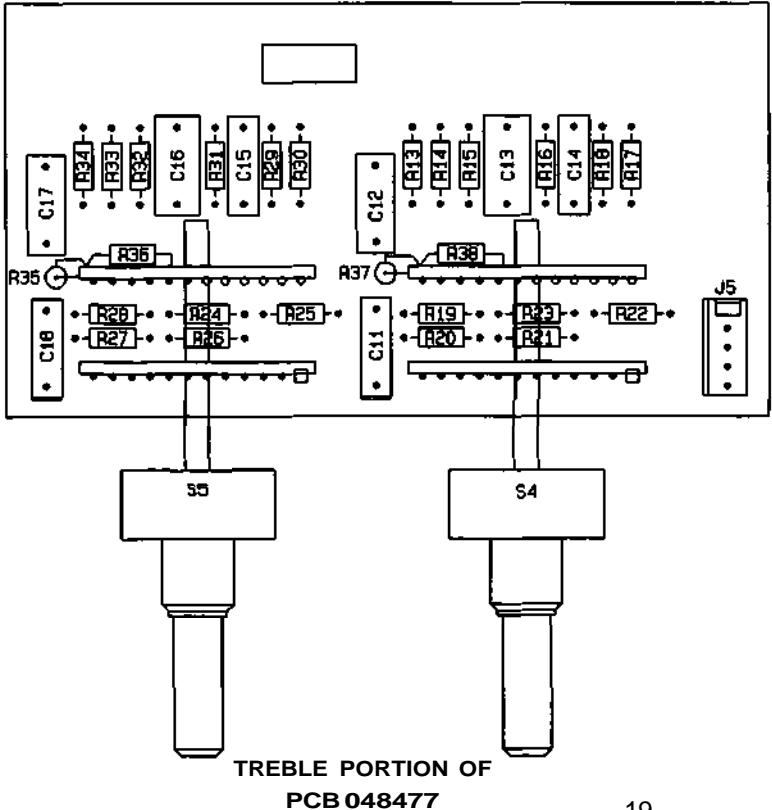 R34 R33 R32 C16 R31 C15 R29 R30
R13 R14 R15 C13 R16 C14 R18 R17
C17
C12
R36
R38
R35
R37
J5
R28 R24 R25
R19 R23 R22
C18
C11
R27 R26
R20 R21
S5
S4
TREBLE PORTION OF
PCB 048477
19